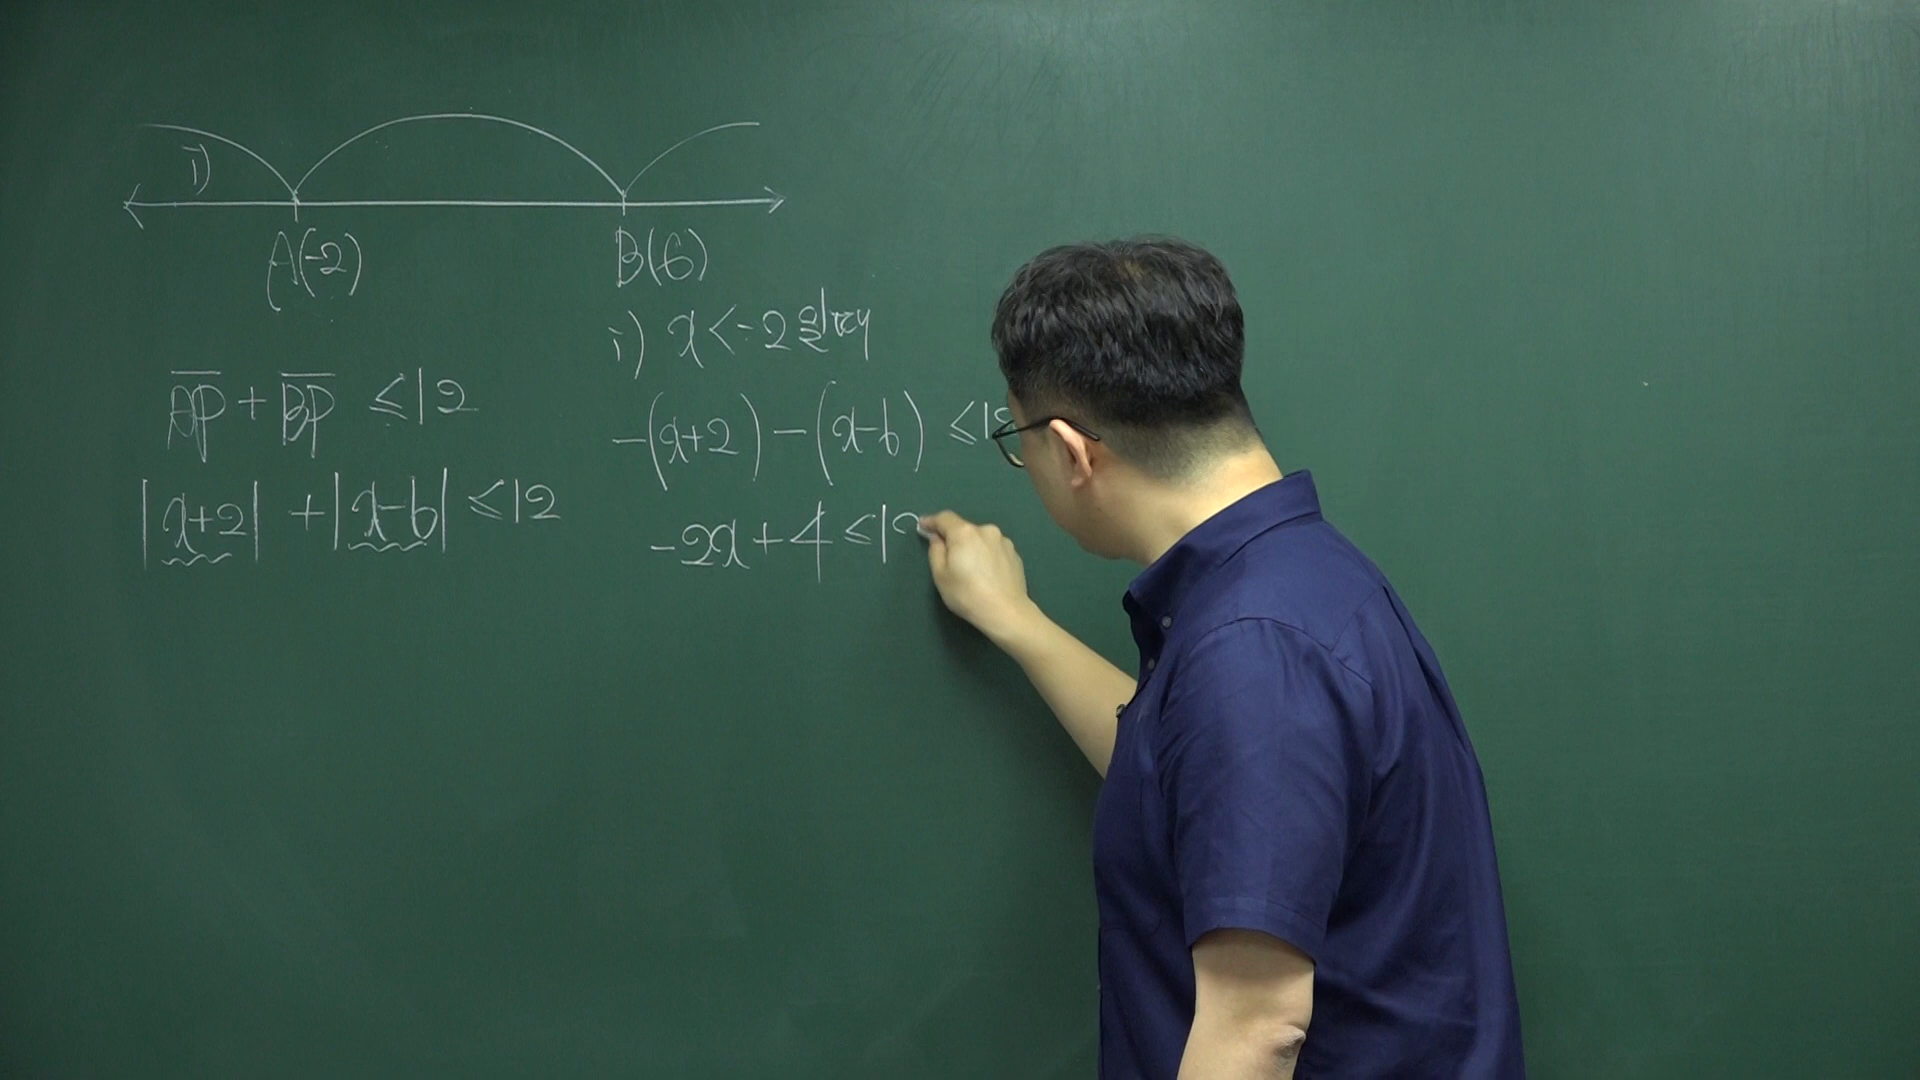 i)
A(-2) B(6)
AP + BP ≤ 12
|x+2| + |x-6| ≤ 12
i) x < -2 일 때
-(x+2) - (x-6) ≤ 12
-2x + 4 ≤ 12